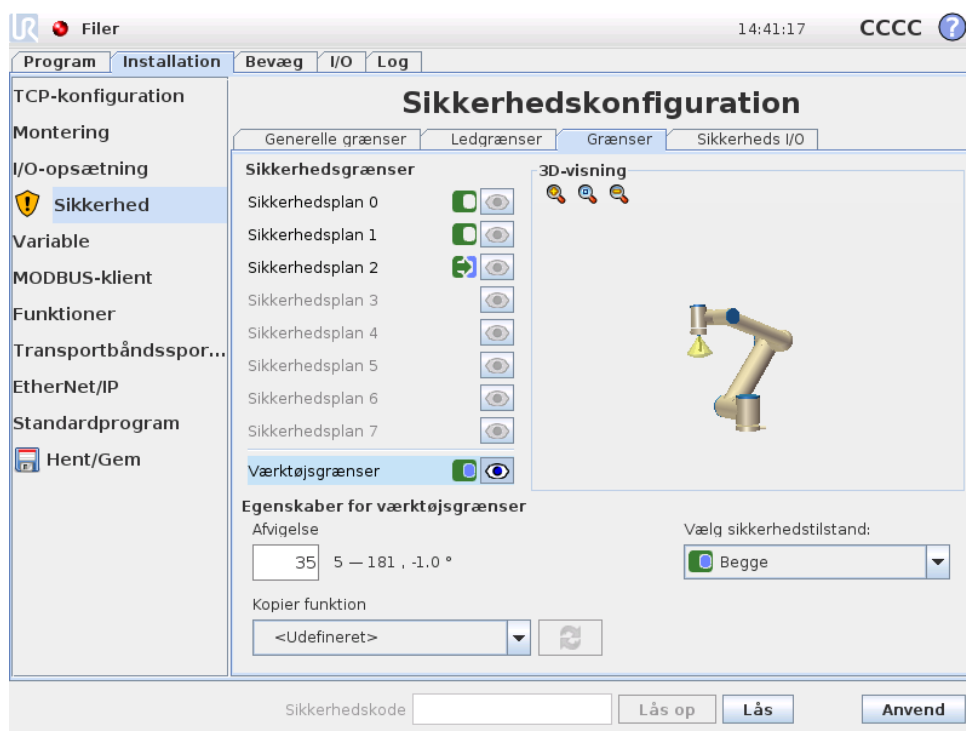 UR Filer 14:41:17 CCCC ?
Program Installation Bevæg I/O Log
TCP-konfiguration
Montering
I/O-opsætning
Sikkerhed
Variable
MODBUS-klient
Funktioner
Transportbåndsspor...
EtherNet/IP
Standardprogram
Hent/Gem
Sikkerhedskonfiguration
Generelle grænser Ledgrænser Grænser Sikkerheds I/O
Sikkerhedsgrænser
Sikkerhedsplan 0
Sikkerhedsplan 1
Sikkerhedsplan 2
Sikkerhedsplan 3
Sikkerhedsplan 4
Sikkerhedsplan 5
Sikkerhedsplan 6
Sikkerhedsplan 7
Værktøjsgrænser
3D-visning
Egenskaber for værktøjsgrænser
Afvigelse
35 5 — 181 , -1.0 °
Vælg sikkerhedstilstand:
Begge
Kopier funktion
<Udefineret>
Sikkerhedskode Lås op Lås Anvend